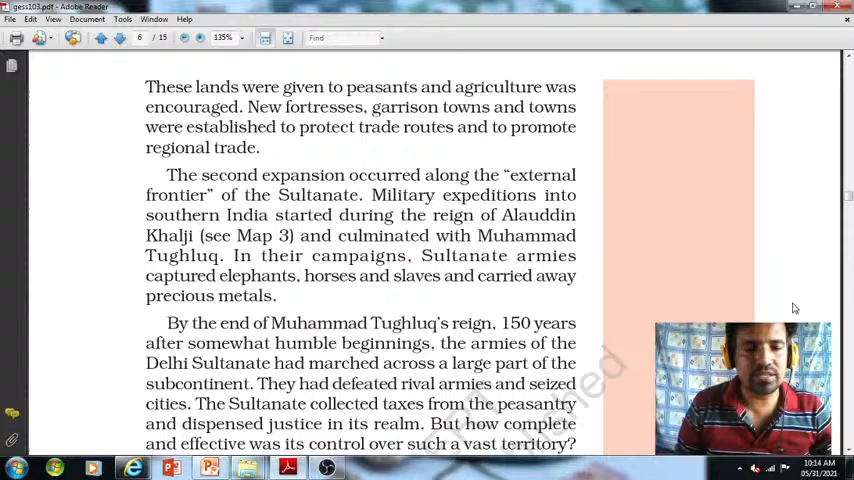 gess103.pdf - Adobe Reader
File Edit View Document Tools Window Help
6 / 15 135% Find
These lands were given to peasants and agriculture was
encouraged. New fortresses, garrison towns and towns
were established to protect trade routes and to promote
regional trade.
The second expansion occurred along the “external
frontier” of the Sultanate. Military expeditions into
southern India started during the reign of Alauddin
Khalji (see Map 3) and culminated with Muhammad
Tughluq. In their campaigns, Sultanate armies
captured elephants, horses and slaves and carried away
precious metals.
By the end of Muhammad Tughluq’s reign, 150 years
after somewhat humble beginnings, the armies of the
Delhi Sultanate had marched across a large part of the
subcontinent. They had defeated rival armies and seized
cities. The Sultanate collected taxes from the peasantry
and dispensed justice in its realm. But how complete
and effective was its control over such a vast territory?
10:14 AM
05/31/2021